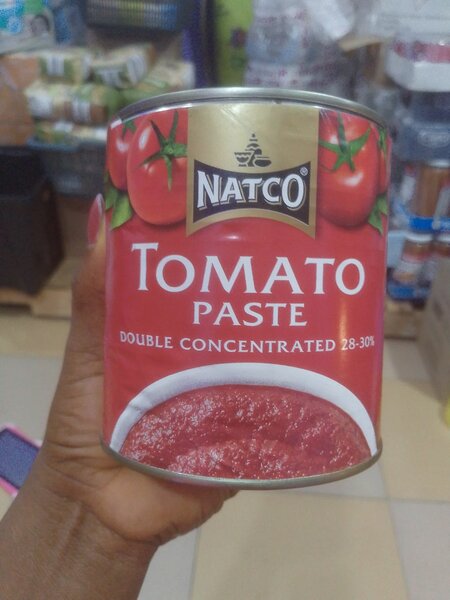 NATCO®
TOMATO
PASTE
DOUBLE CONCENTRATED 28-30%